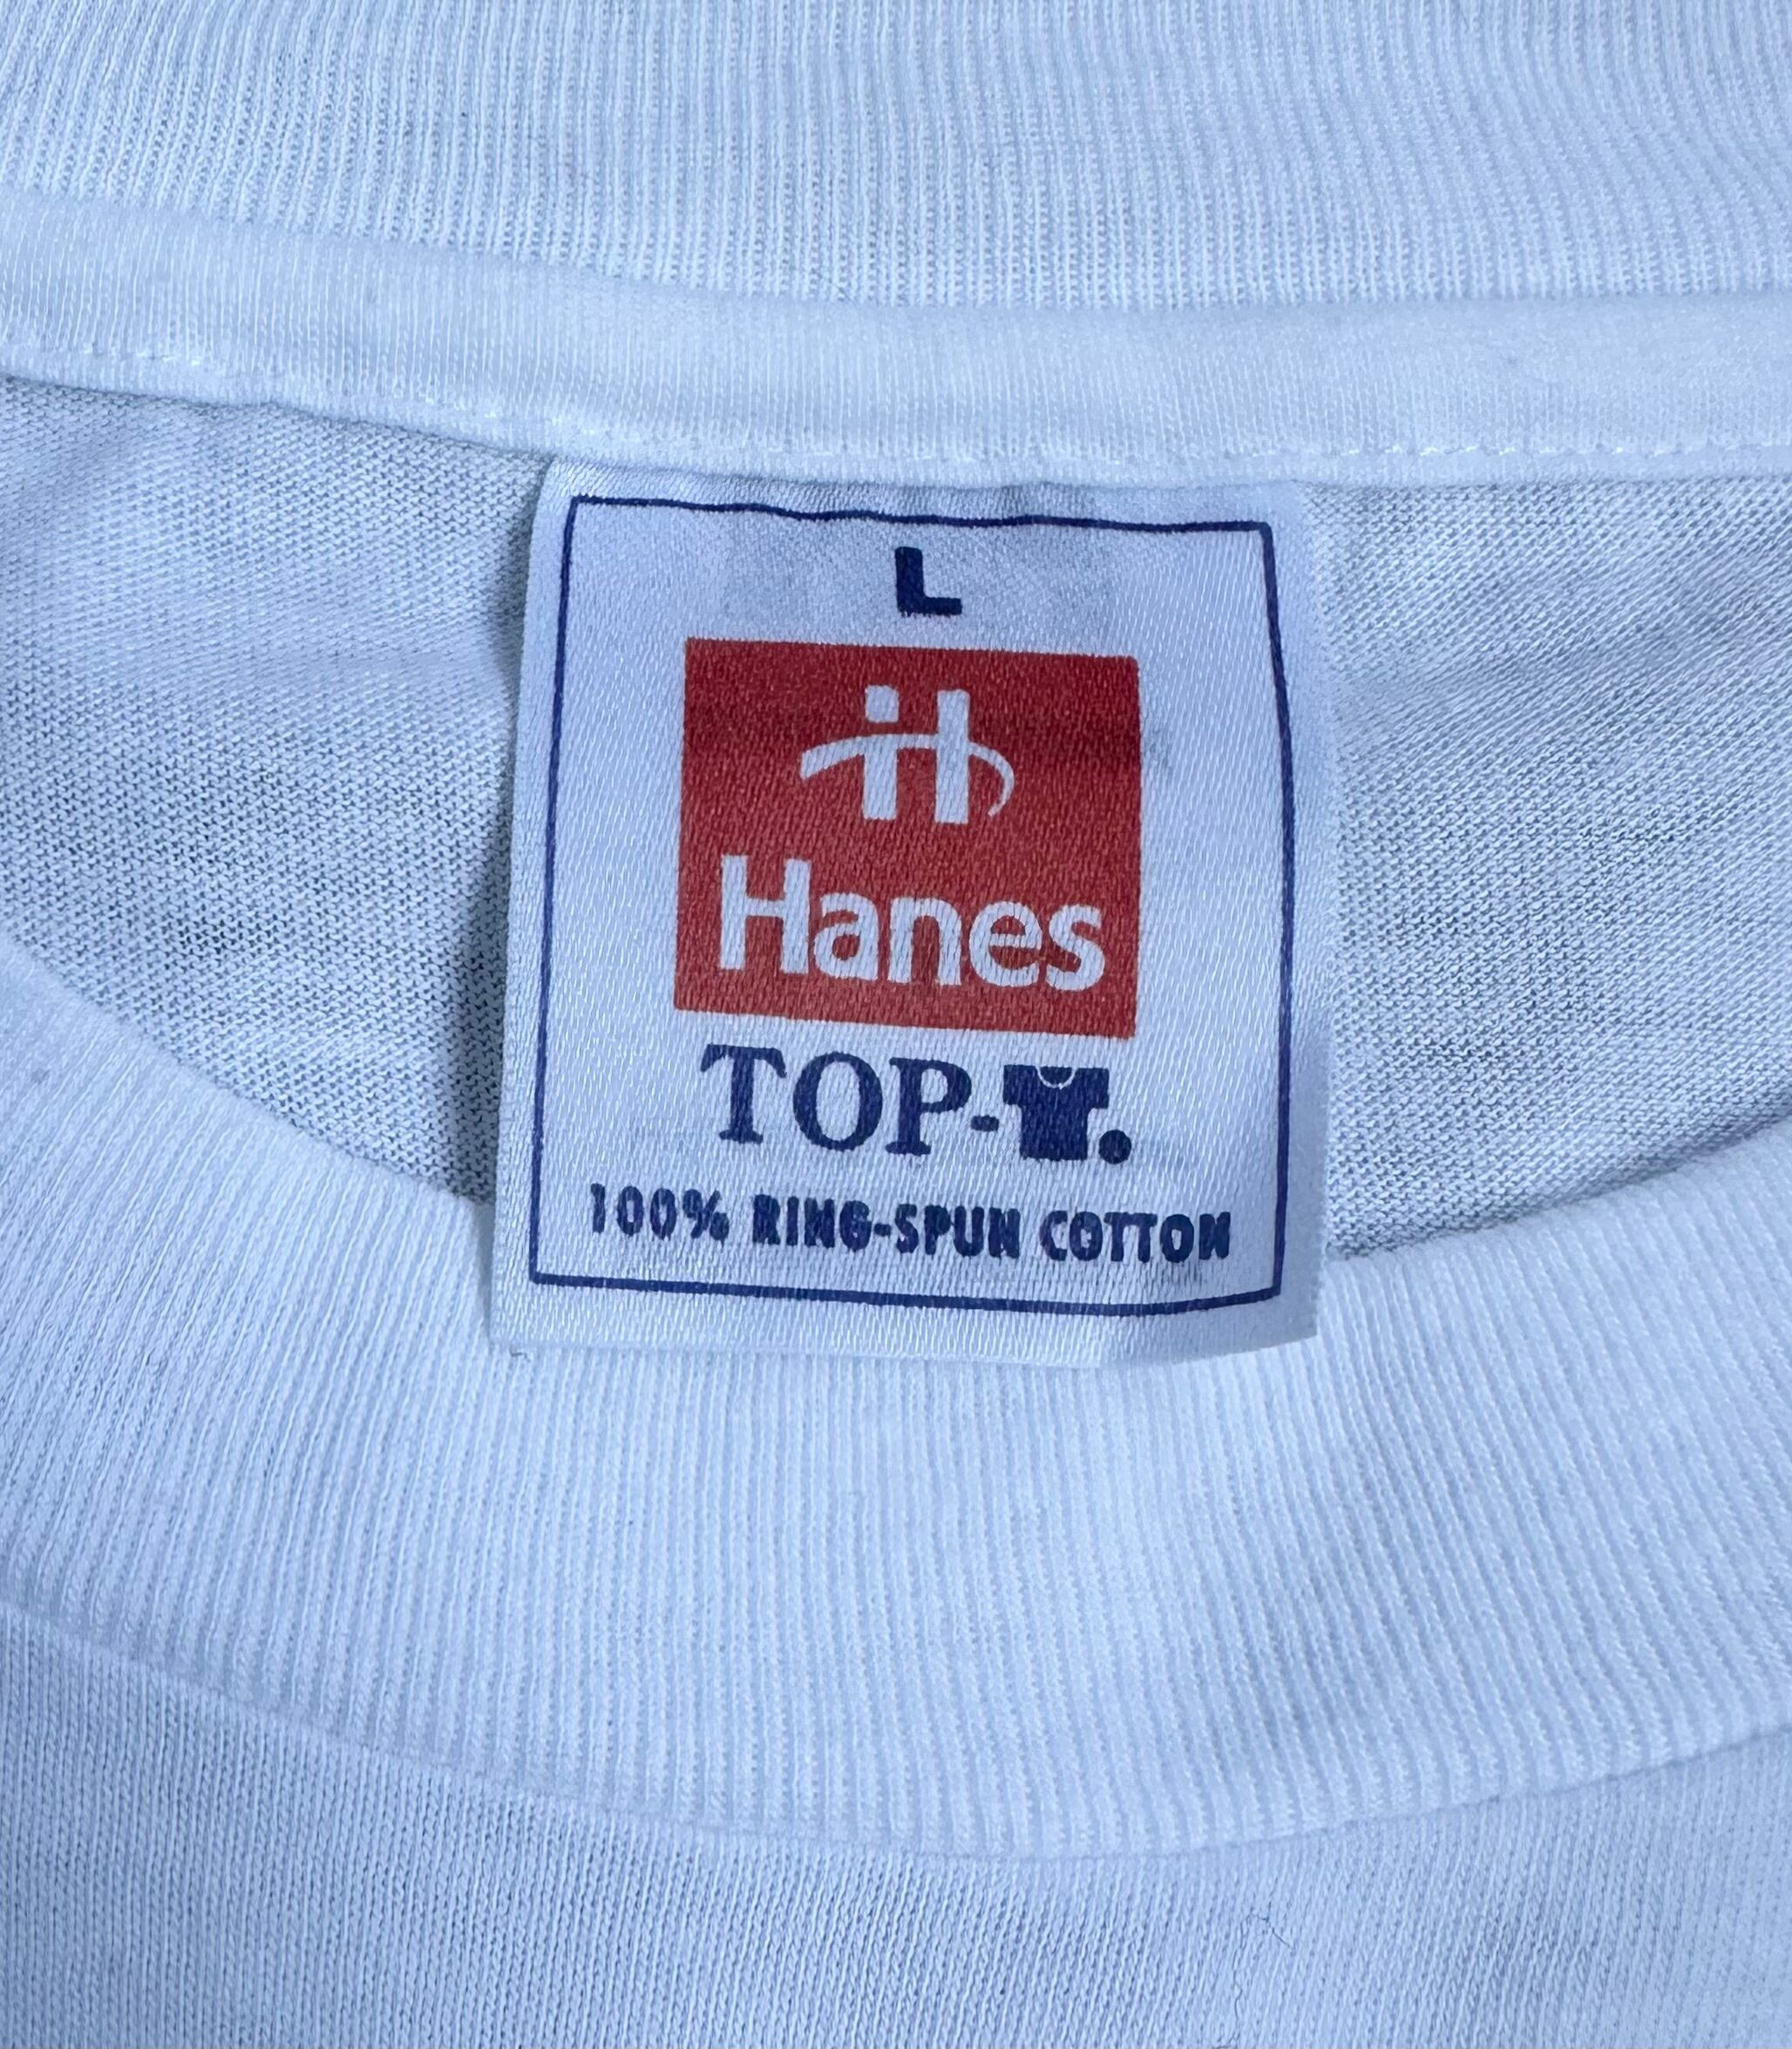 L
Hanes
TOP-
100% RING-SPUN COTTON